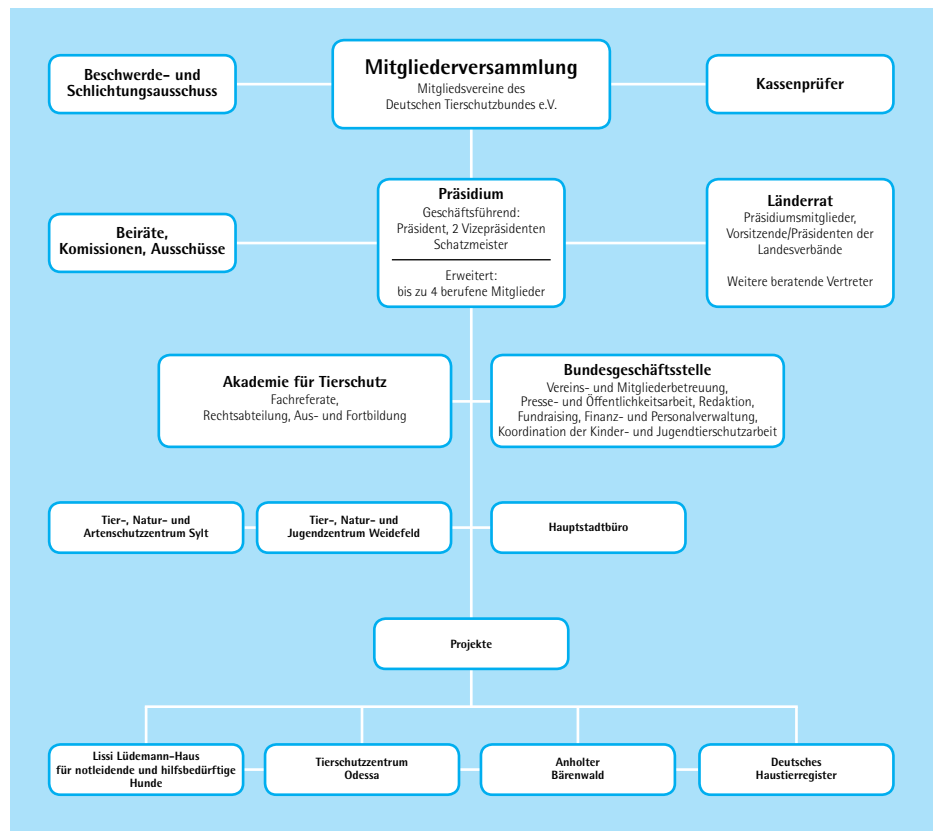 Beschwerde- und
Schlichtungsausschuss
Mitgliederversammlung
Mitgliedsvereine des
Deutschen Tierschutzbundes e.V.
Kassenprüfer
Beiräte,
Komissionen, Ausschüsse
Präsidium
Geschäftsführend:
Präsident, 2 Vizepräsidenten
Schatzmeister
Erweitert:
bis zu 4 berufene Mitglieder
Länderrat
Präsidiumsmitglieder,
Vorsitzende/Präsidenten der
Landesverbände
Weitere beratende Vertreter
Akademie für Tierschutz
Fachreferate,
Rechtsabteilung, Aus- und Fortbildung
Bundesgeschäftsstelle
Vereins- und Mitgliederbetreuung,
Presse- und Öffentlichkeitsarbeit, Redaktion,
Fundraising, Finanz- und Personalverwaltung,
Koordination der Kinder- und Jugendtierschutzarbeit
Tier-, Natur- und
Artenschutzzentrum Sylt
Tier-, Natur- und
Jugendzentrum Weidefeld
Hauptstadtbüro
Projekte
Lissi Lüdemann-Haus
für notleidende und hilfsbedürftige
Hunde
Tierschutzzentrum
Odessa
Anholter
Bärenwald
Deutsches
Haustierregister